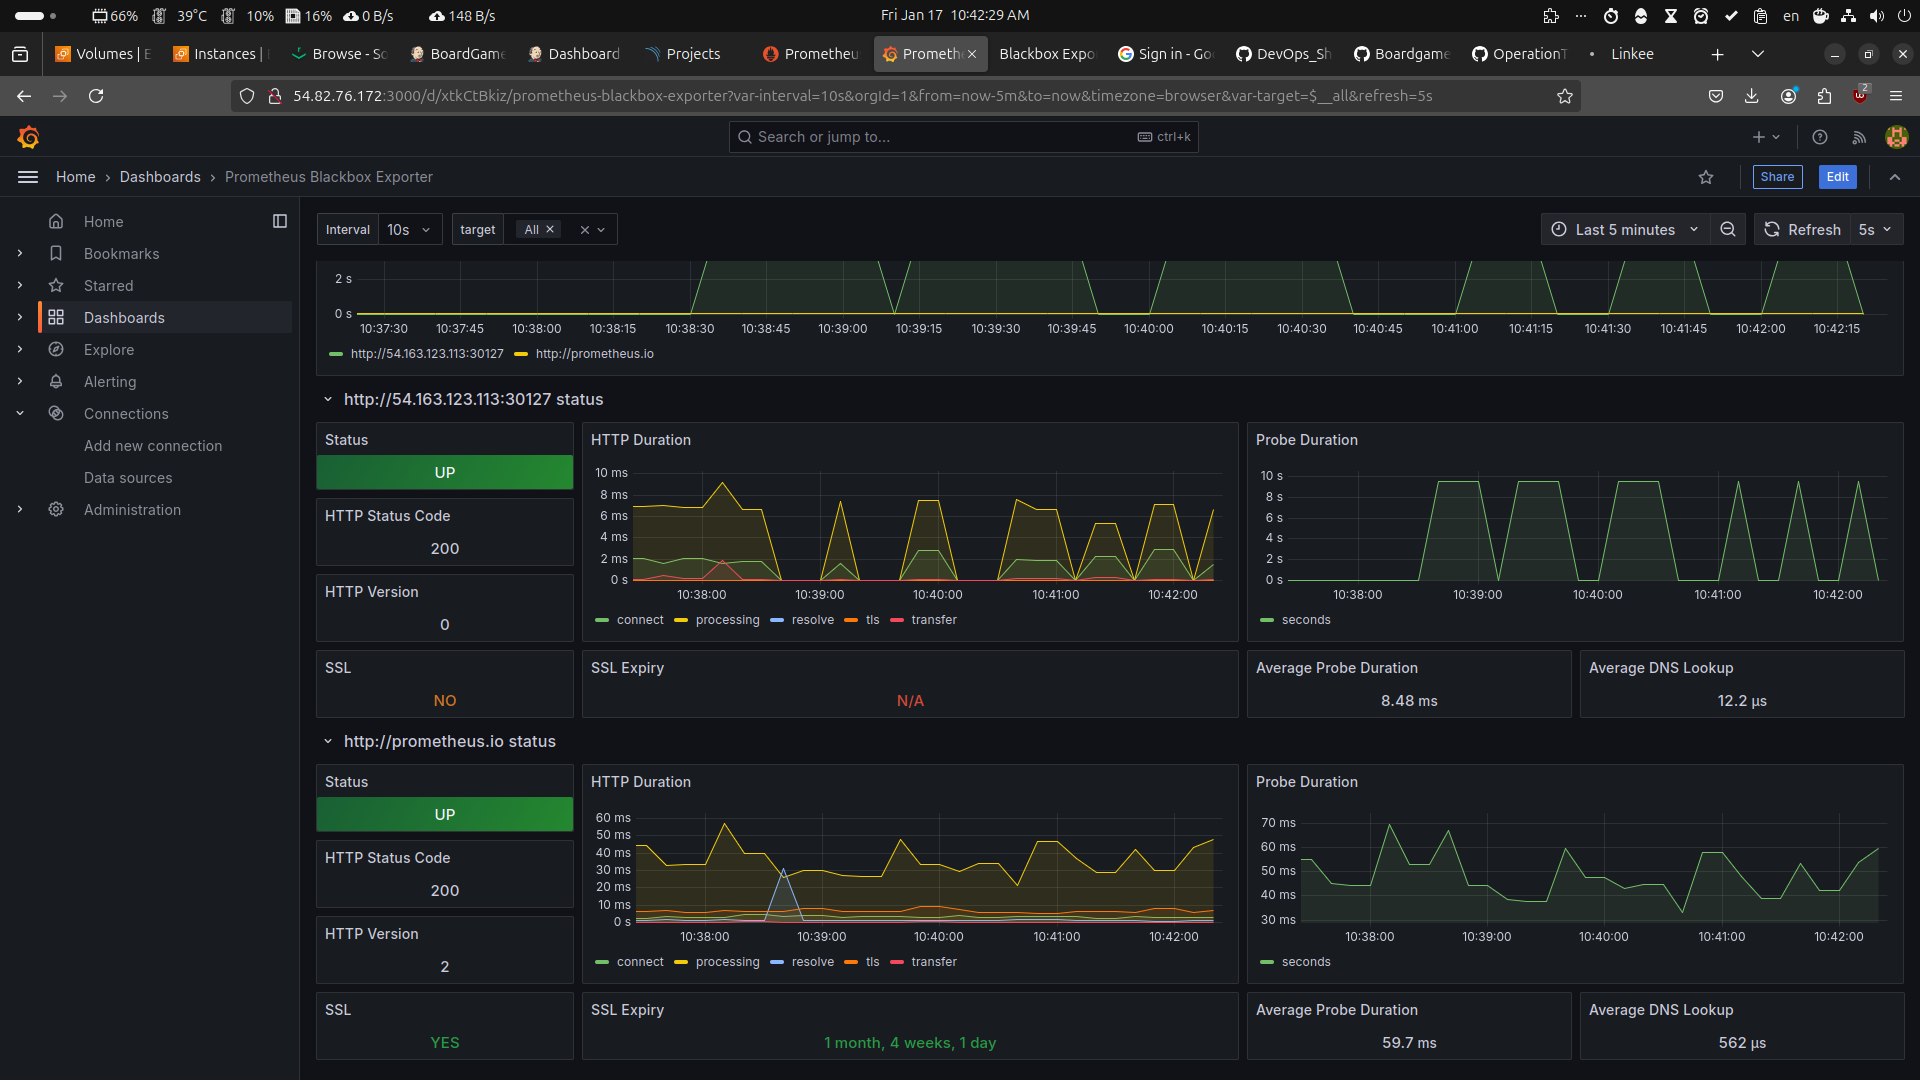 66% 39°C 10% 16% 0 B/s 148 B/s Fri Jan 17 10:42:29 AM en
Volumes | E Instances | Browse - So BoardGame Dashboard Projects Prometheu Prometh Blackbox Expo Sign in - Go DevOps_Sh Boardgame OperationT Linkee
54.82.76.172:3000/d/xtkCtBkiz/prometheus-blackbox-exporter?var-interval=10s&orgId=1&from=now-5m&to=now&timezone=browser&var-target=$__all&refresh=5s 2
Search or jump to... ctrl+k
Home › Dashboards › Prometheus Blackbox Exporter Share Edit
Home
Bookmarks
Starred
Dashboards
Explore
Alerting
Connections
Add new connection
Data sources
Administration
Interval 10s target All Last 5 minutes Refresh 5s
2 s
0 s
10:37:30 10:37:45 10:38:00 10:38:15 10:38:30 10:38:45 10:39:00 10:39:15 10:39:30 10:39:45 10:40:00 10:40:15 10:40:30 10:40:45 10:41:00 10:41:15 10:41:30 10:41:45 10:42:00 10:42:15
http://54.163.123.113:30127 http://prometheus.io
http://54.163.123.113:30127 status
Status
UP
HTTP Status Code
200
HTTP Version
0
HTTP Duration
10 ms
8 ms
6 ms
4 ms
2 ms
0 s
10:38:00 10:39:00 10:40:00 10:41:00 10:42:00
connect processing resolve tls transfer
Probe Duration
10 s
8 s
6 s
4 s
2 s
0 s
10:38:00 10:39:00 10:40:00 10:41:00 10:42:00
seconds
SSL
NO
SSL Expiry
N/A
Average Probe Duration
8.48 ms
Average DNS Lookup
12.2 µs
http://prometheus.io status
Status
UP
HTTP Status Code
200
HTTP Version
2
HTTP Duration
60 ms
50 ms
40 ms
30 ms
20 ms
10 ms
0 s
10:38:00 10:39:00 10:40:00 10:41:00 10:42:00
connect processing resolve tls transfer
Probe Duration
70 ms
60 ms
50 ms
40 ms
30 ms
10:38:00 10:39:00 10:40:00 10:41:00 10:42:00
seconds
SSL
YES
SSL Expiry
1 month, 4 weeks, 1 day
Average Probe Duration
59.7 ms
Average DNS Lookup
562 µs